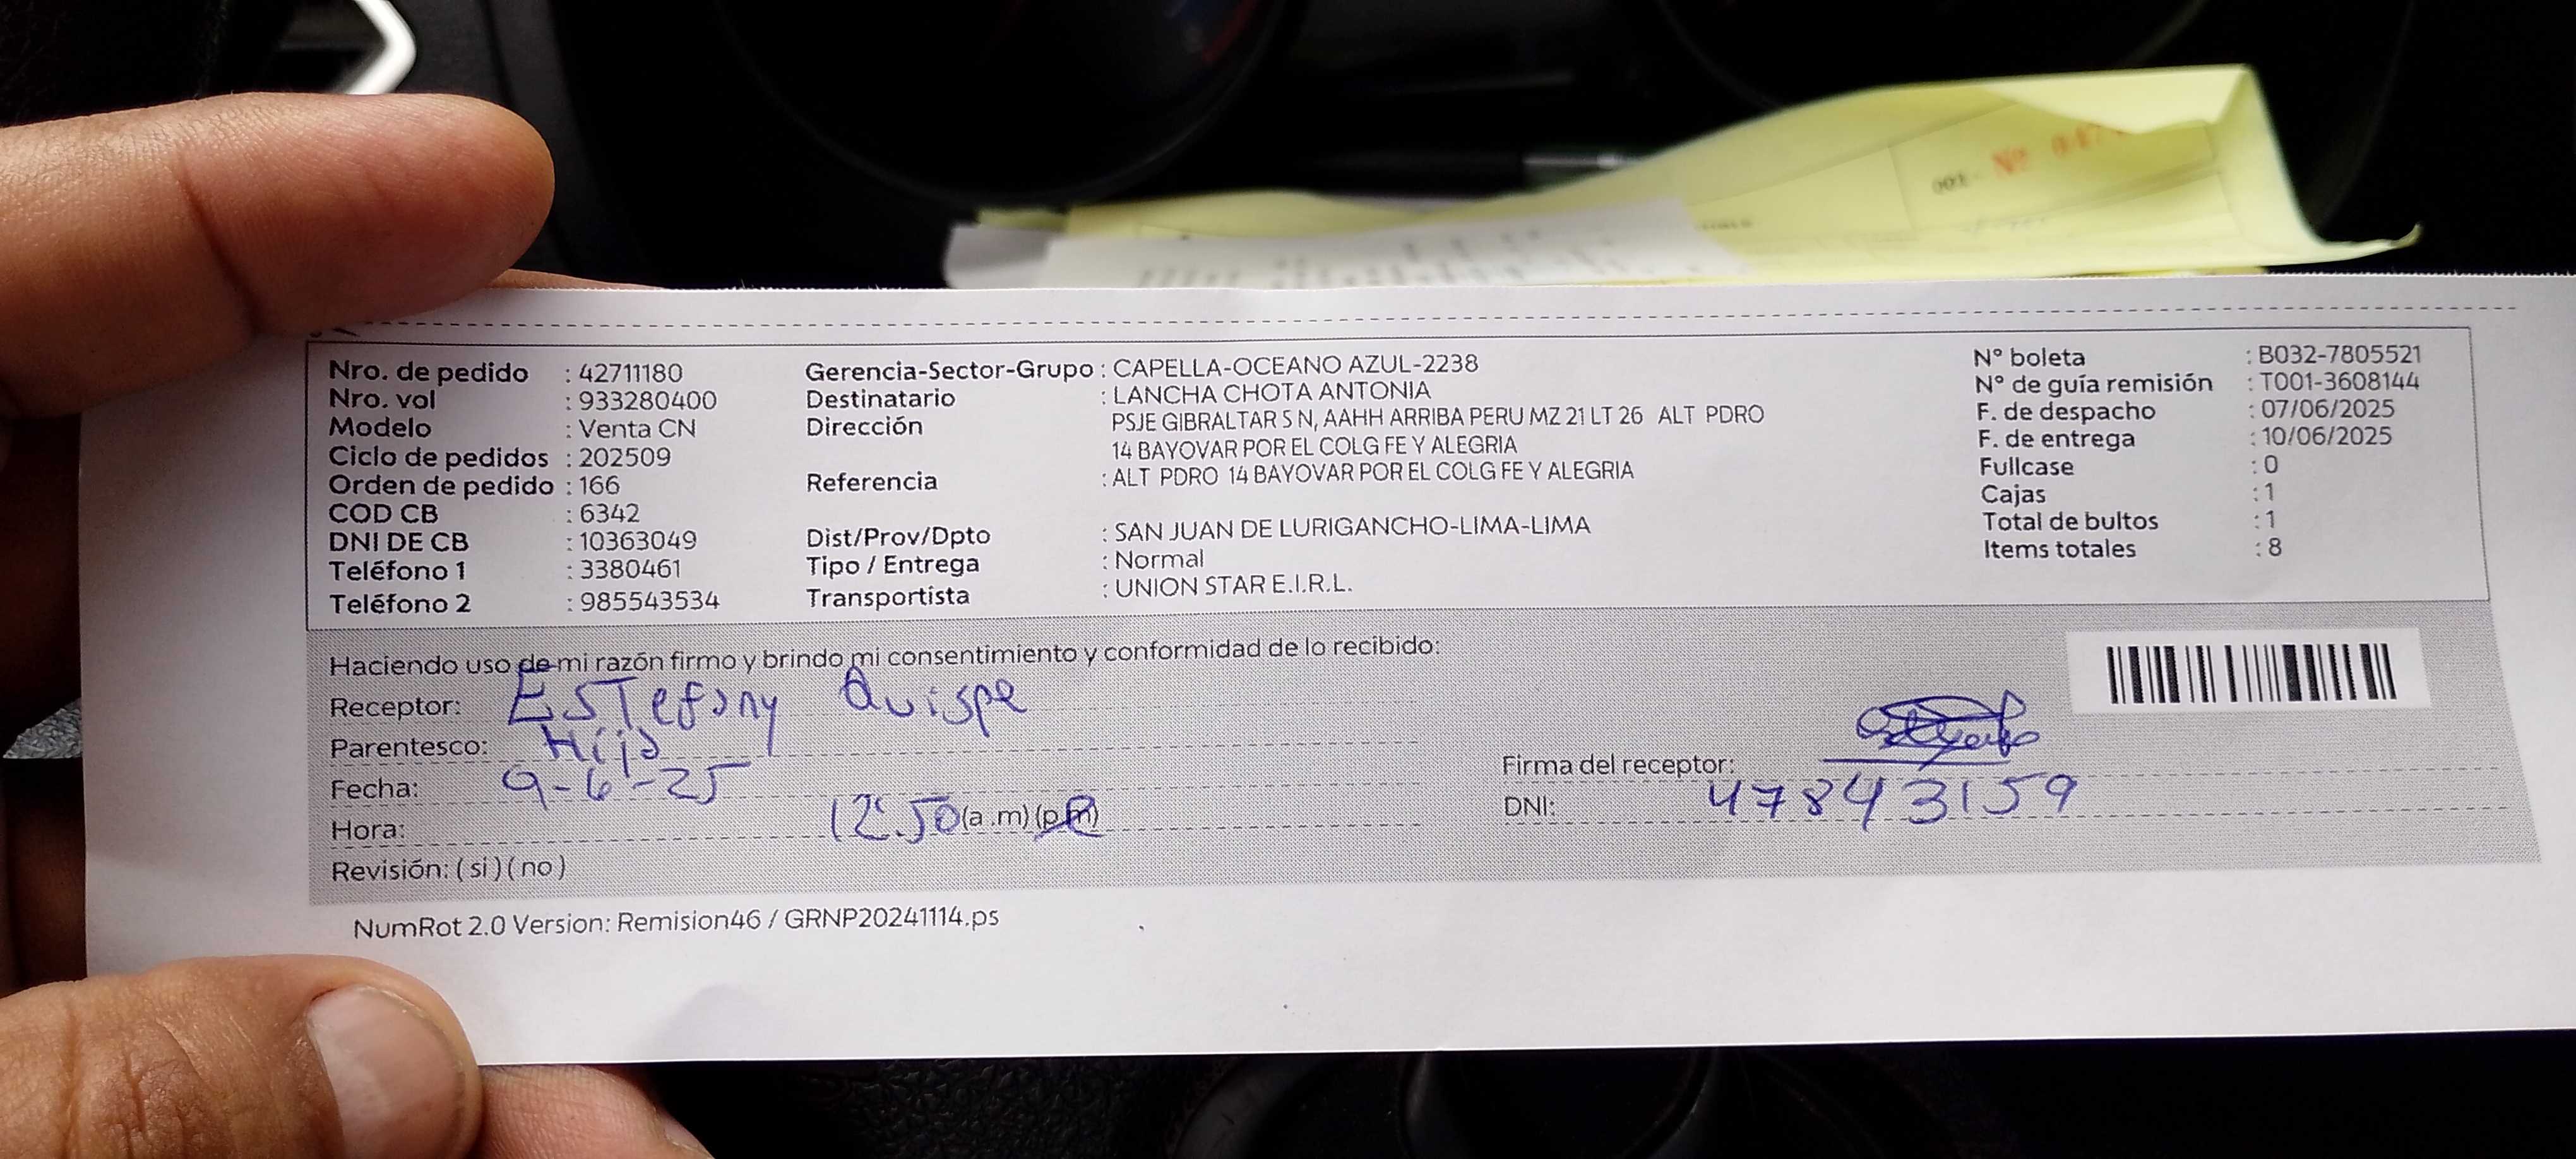 Nro. de pedido : 42711180
Nro. vol : 933280400
Modelo : Venta CN
Ciclo de pedidos : 202509
Orden de pedido : 166
COD CB : 6342
DNI DE CB : 10363049
Teléfono 1 : 3380461
Teléfono 2 : 985543534
Gerencia-Sector-Grupo : CAPELLA-OCEANO AZUL-2238
Destinatario : LANCHA CHOTA ANTONIA
Dirección PSJE GIBRALTAR S N, AAHH ARRIBA PERU MZ 21 LT 26 ALT PDRO
14 BAYOVAR POR EL COLG FE Y ALEGRIA
Referencia : ALT PDRO 14 BAYOVAR POR EL COLG FE Y ALEGRIA
Dist/Prov/Dpto : SAN JUAN DE LURIGANCHO-LIMA-LIMA
Tipo / Entrega : Normal
Transportista : UNION STAR E.I.R.L.
N° boleta : B032-7805521
N° de guía remisión : T001-3608144
F. de despacho : 07/06/2025
F. de entrega : 10/06/2025
Fullcase : 0
Cajas : 1
Total de bultos : 1
Items totales : 8
Haciendo uso de mi razón firmo y brindo mi consentimiento y conformidad de lo recibido:
Receptor: ESTefany Quispe
Parentesco: Hija
Fecha: 9-6-25
Hora: 12.50 (a.m) (p.m)
Revisión: ( si ) ( no )
Firma del receptor:
DNI: 47843159
NumRot 2.0 Version: Remision46 / GRNP20241114.ps
001- Nº